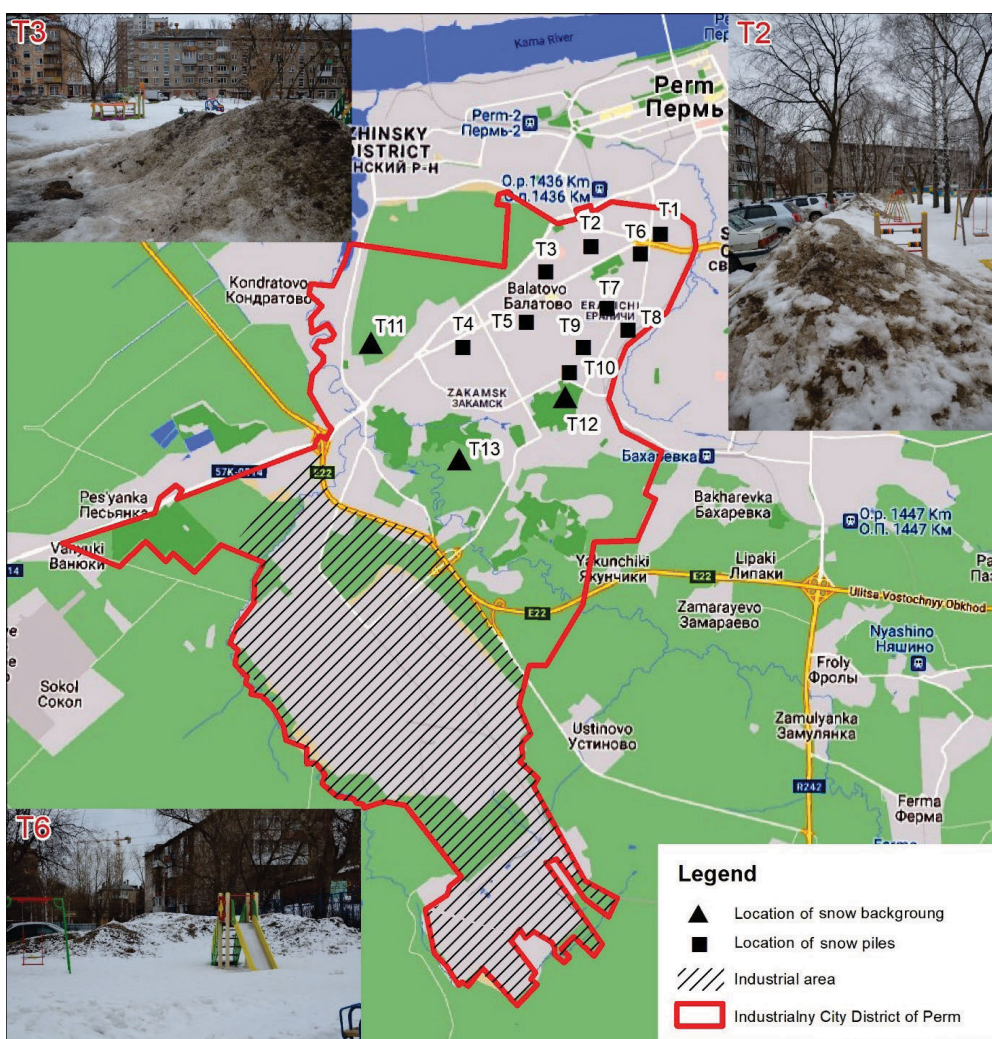 T3
T2
Kama River
Perm
Пермь
Perm-2
Пермь-2
ZHINSKY
DISTRICT
НСКИЙ Р-Н
O.p.1436 Km
О.п.1436 Км
T1
T2
T6
T3
Kondratovo
Кондратово
Balatovo
Балатово
T7
T8
T11
T4
T5
T9
T10
ZAKAMSK
ЗАКАМСК
T12
T13
Бахаревка
E22
Pes'yanka
Песьянка
Bakharevka
Бахаревка
O.p. 1447 Km
О.П. 1447 Км
Vanyuki
Ванюки
14
Yakunchiki
Якунчики
Lipaki
Липаки
E22
E22
E22
Ulitsa Vostochnyy Obkhod
Zamarayevo
Замараево
Nyashino
Няшино
Sokol
Сокол
Froly
Фролы
Ustinovo
Устиново
Zamulyanka
Замулянка
R242
Ferma
Ферма
T6
Legend
Location of snow backgroung
Location of snow piles
Industrial area
Industrialny City District of Perm